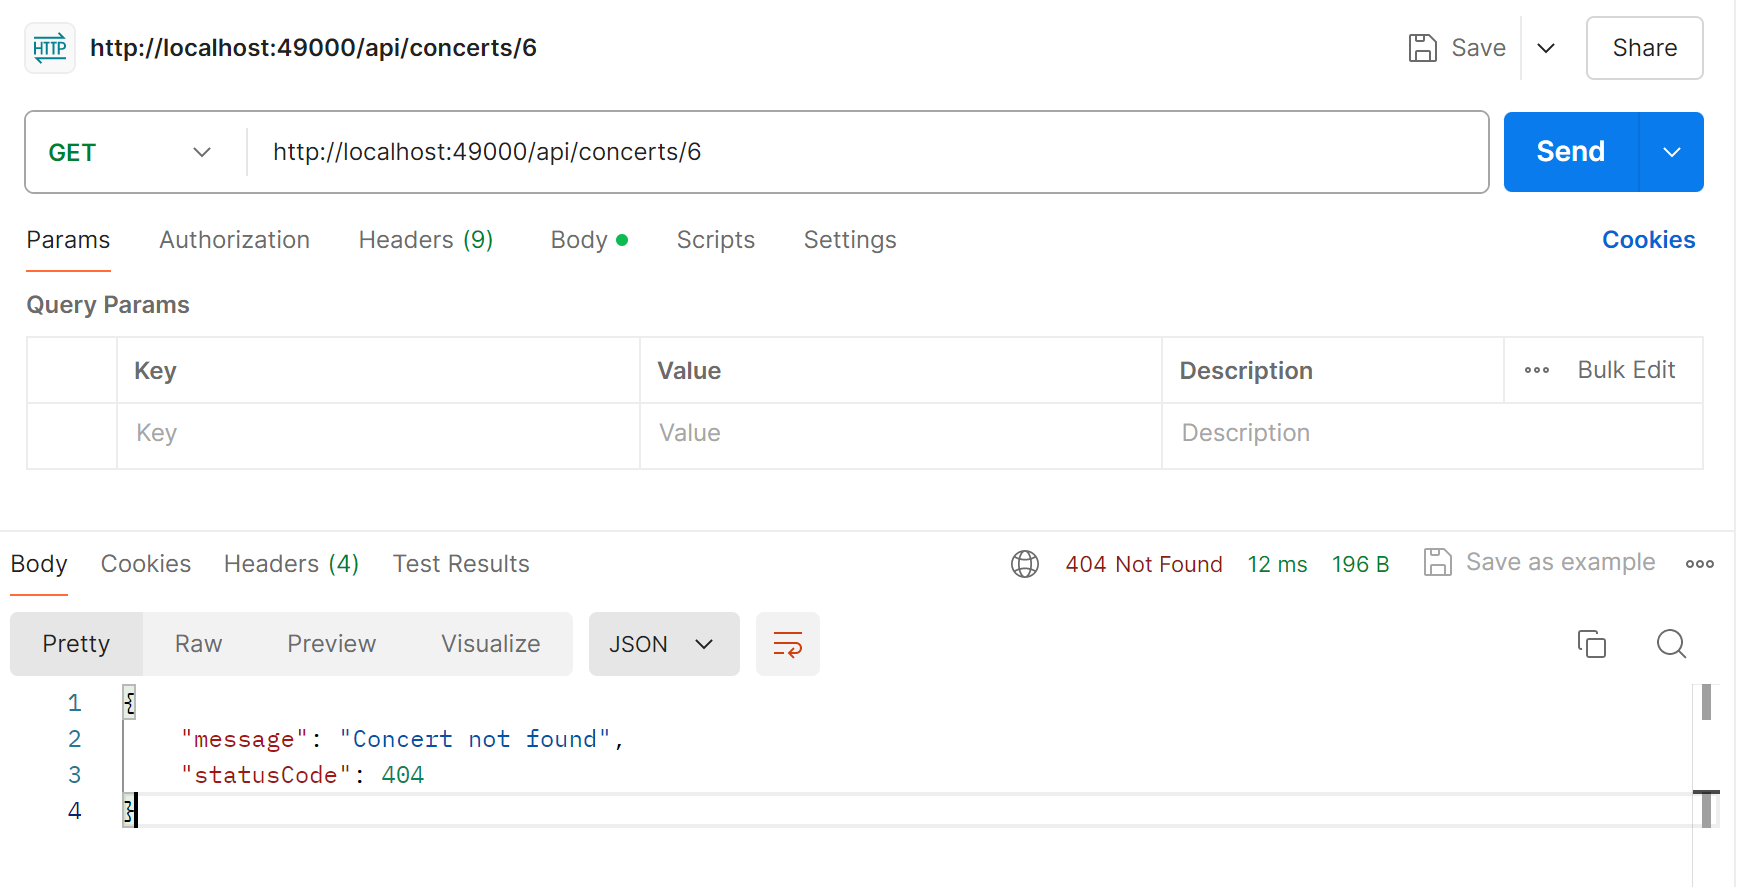 HTTP http://localhost:49000/api/concerts/6 Save Share
GET http://localhost:49000/api/concerts/6 Send
Params Authorization Headers (9) Body Scripts Settings Cookies
Query Params
Key Value Description Bulk Edit
Key Value Description
Body Cookies Headers (4) Test Results 404 Not Found 12 ms 196 B Save as example
Pretty Raw Preview Visualize JSON
1 {
2 "message": "Concert not found",
3 "statusCode": 404
4 }